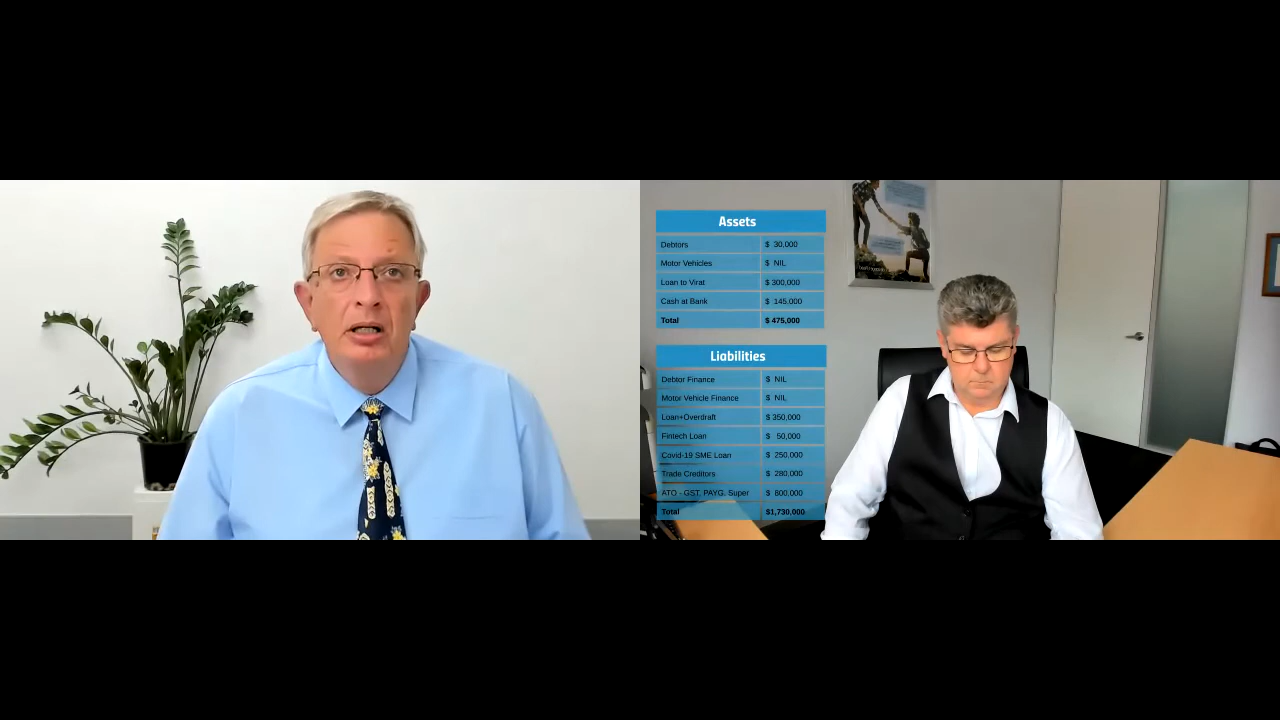 Assets
Debtors $ 30,000
Motor Vehicles $ NIL
Loan to Virat $ 300,000
Cash at Bank $ 145,000
Total $ 475,000
Liabilities
Debtor Finance $ NIL
Motor Vehicle Finance $ NIL
Loan+Overdraft $ 350,000
Fintech Loan $ 50,000
Covid-19 SME Loan $ 250,000
Trade Creditors $ 280,000
ATO - GST, PAYG, Super $ 800,000
Total $1,730,000